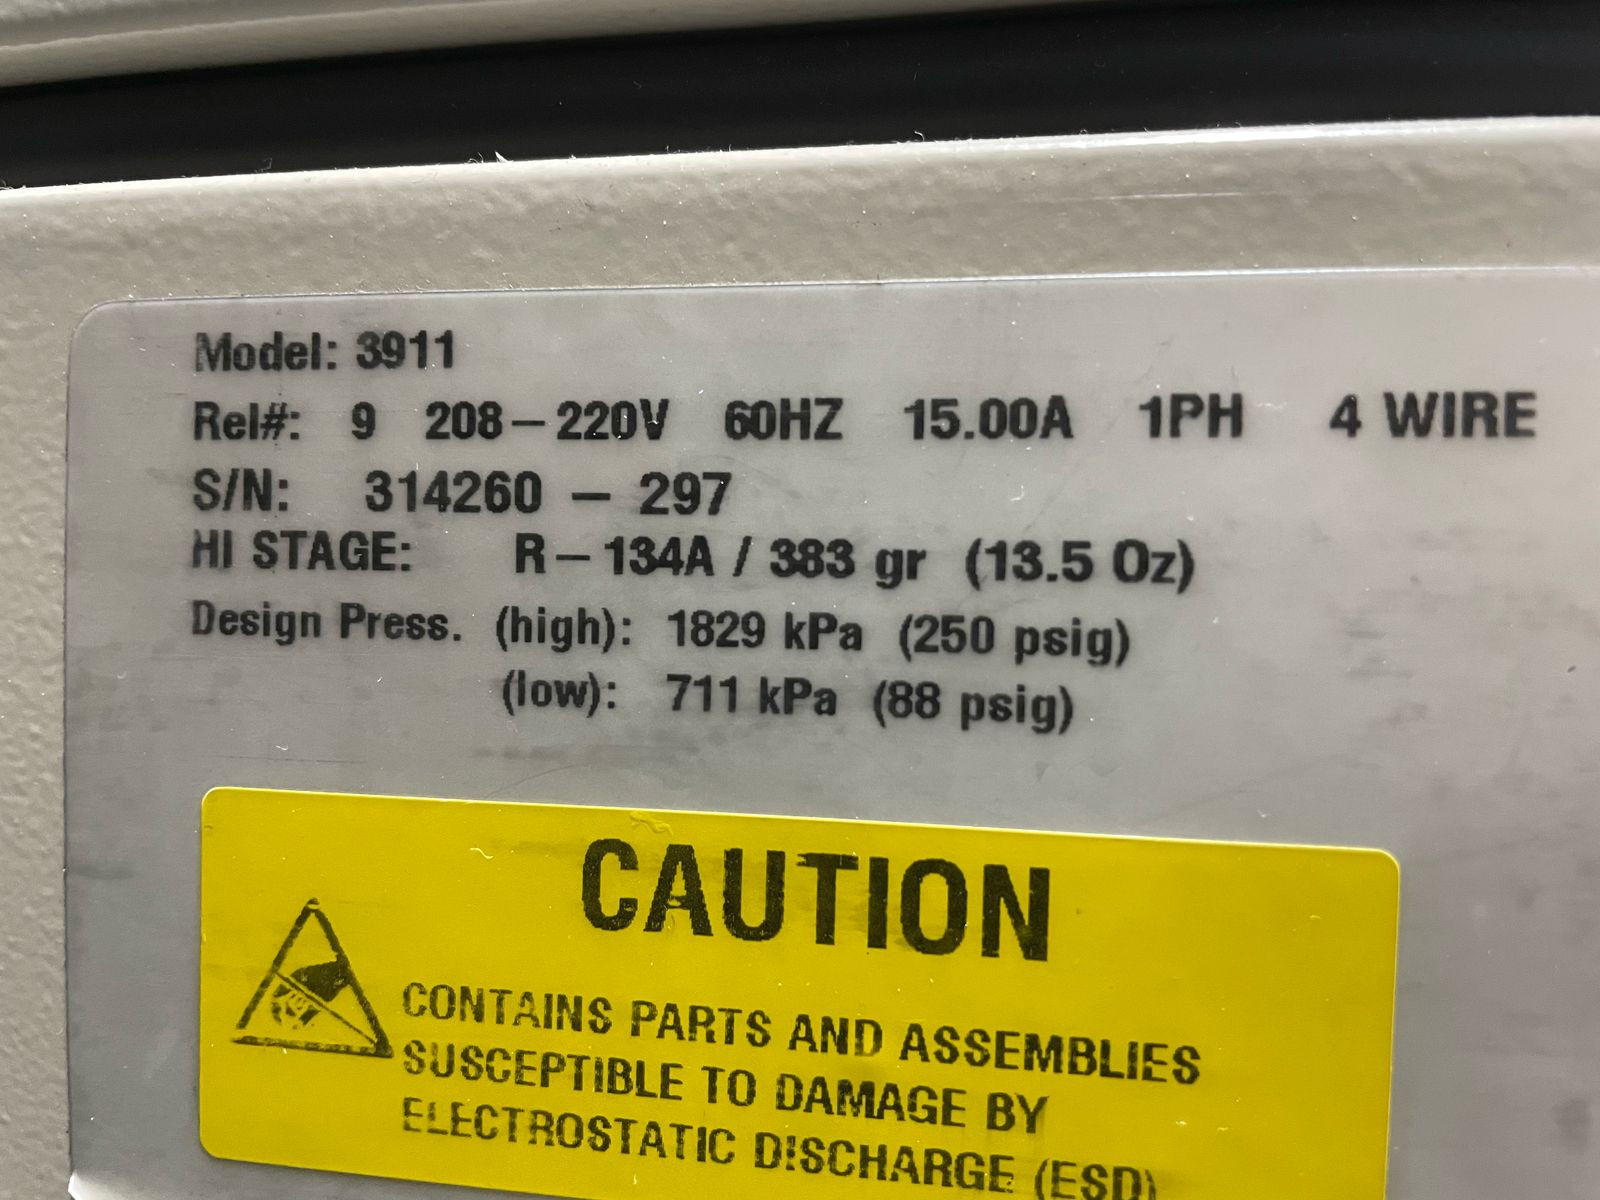 Model: 3911
Rel#: 9 208-220V 60HZ 15.00A 1PH 4 WIRE
S/N: 314260 - 297
HI STAGE: R-134A / 383 gr (13.5 Oz)
Design Press. (high): 1829 kPa (250 psig)
(low): 711 kPa (88 psig)
CAUTION
CONTAINS PARTS AND ASSEMBLIES
SUSCEPTIBLE TO DAMAGE BY
ELECTROSTATIC DISCHARGE (ESD)